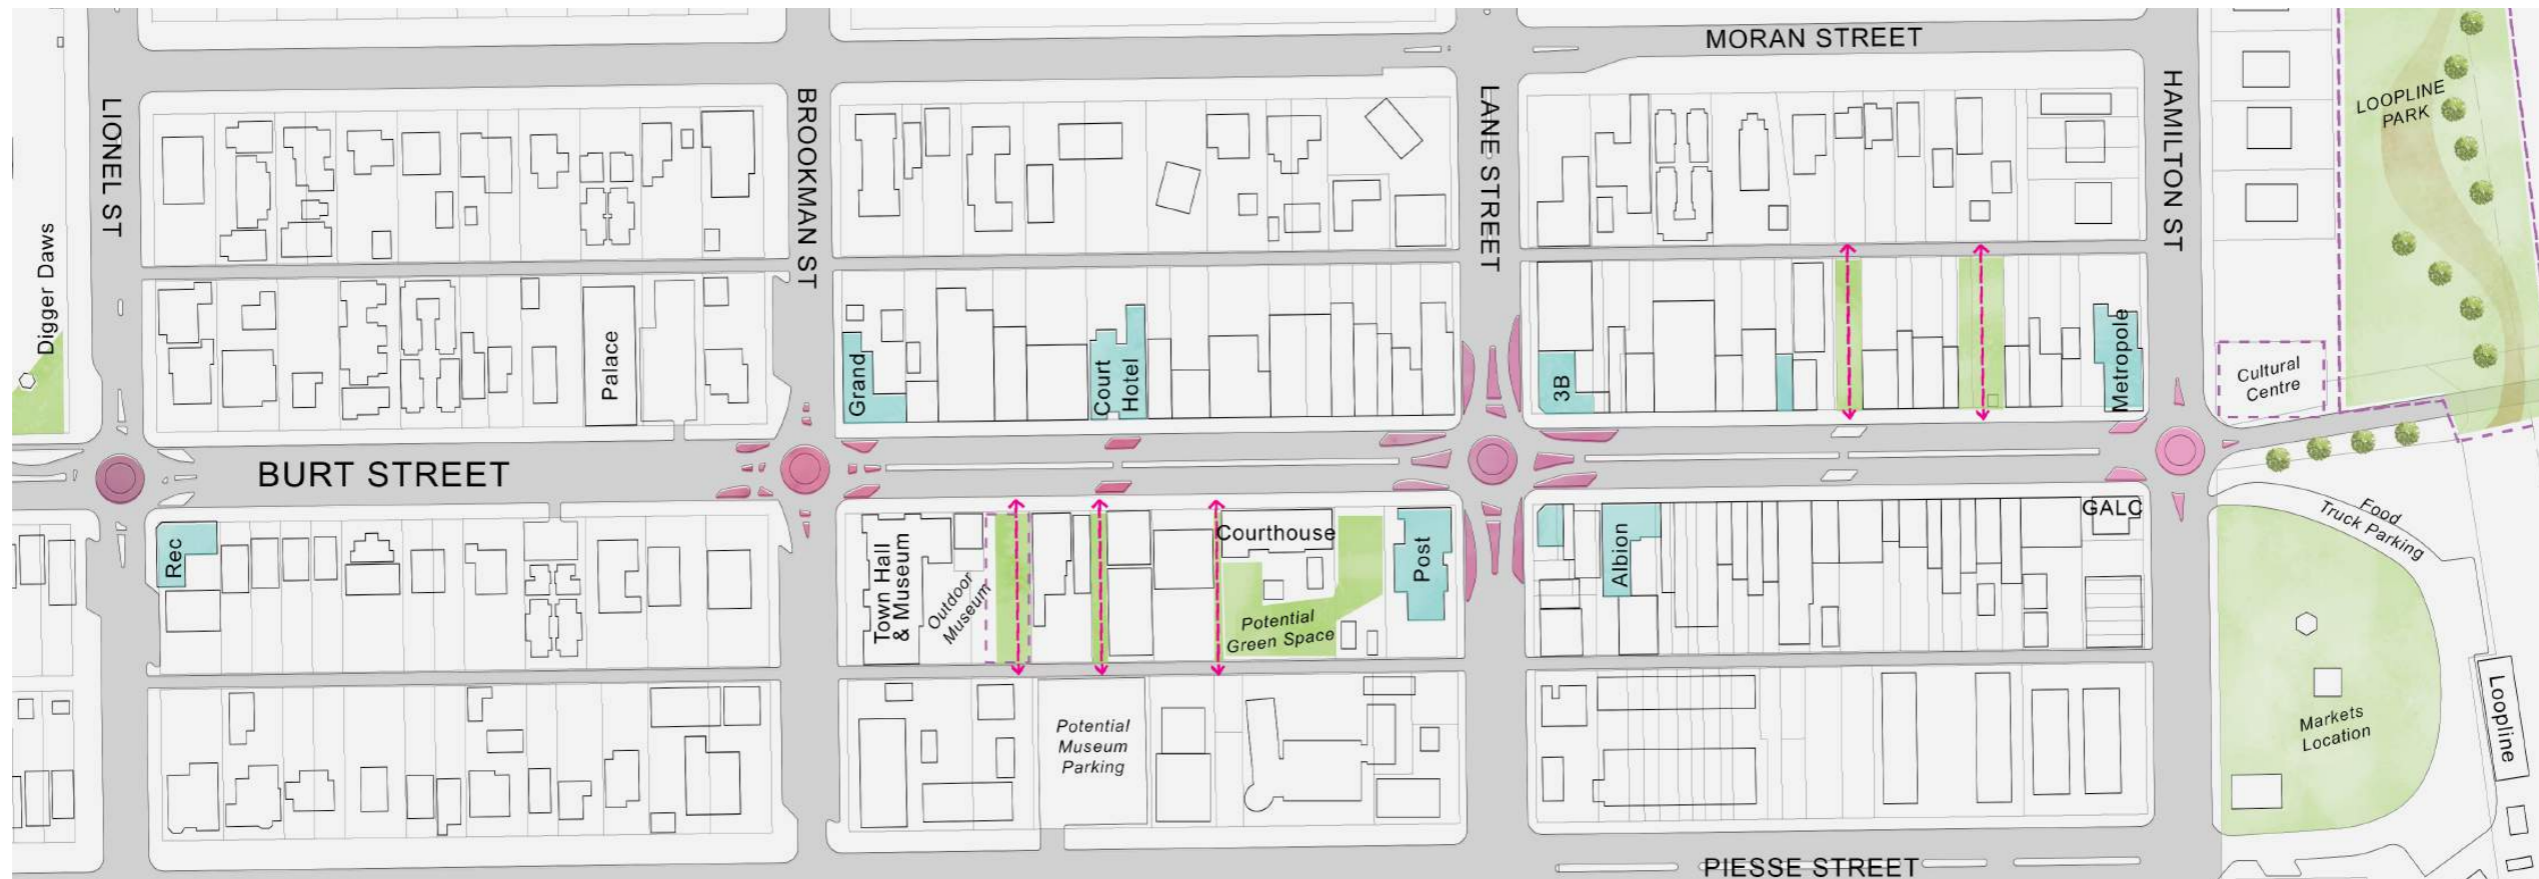 MORAN STREET
LIONEL ST
BROOKMAN ST
LANE STREET
HAMILTON ST
LOOPLINE
PARK
Digger Daws
Palace
Grand
Court
Hotel
3B
Metropole
Cultural
Centre
BURT STREET
Rec
Town Hall
& Museum
Outdoor
Museum
Courthouse
Potential
Green Space
Post
Albion
GALC
Food
Truck Parking
Potential
Museum
Parking
Markets
Location
Loopline
PIESSE STREET